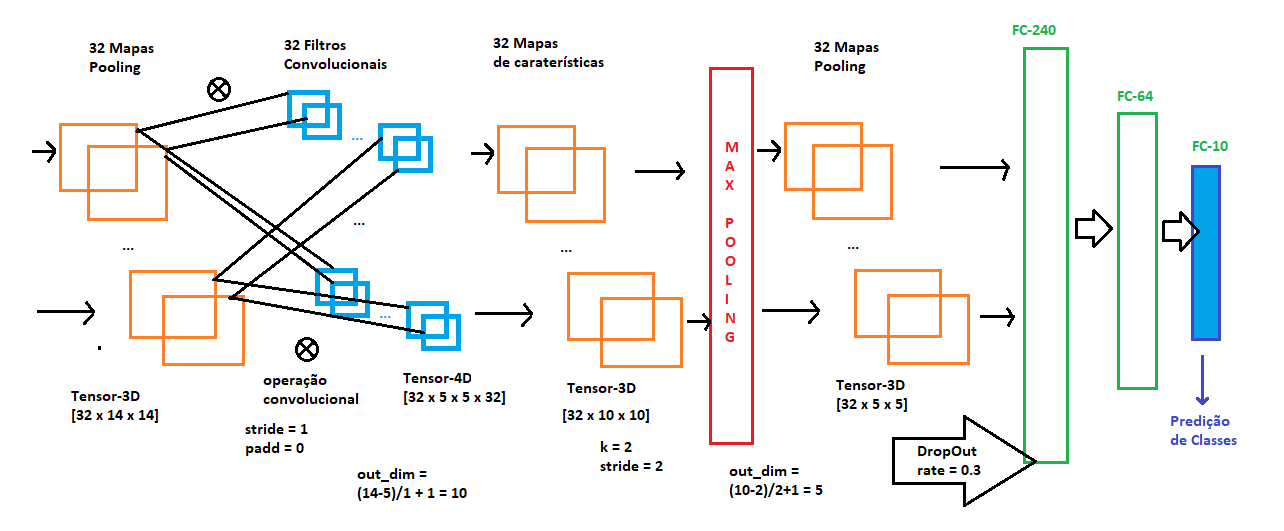 32 Mapas
Pooling
32 Filtros
Convolucionais
32 Mapas
de caraterísticas
32 Mapas
Pooling
FC-240
FC-64
FC-10
...
...
...
...
...
...
MAX POOLING
Tensor-3D
[32 x 14 x 14]
operação
convolucional
stride = 1
padd = 0
Tensor-4D
[32 x 5 x 5 x 32]
out_dim =
(14-5)/1 + 1 = 10
Tensor-3D
[32 x 10 x 10]
k = 2
stride = 2
out_dim =
(10-2)/2+1 = 5
Tensor-3D
[32 x 5 x 5]
DropOut
rate = 0.3
Predição
de Classes